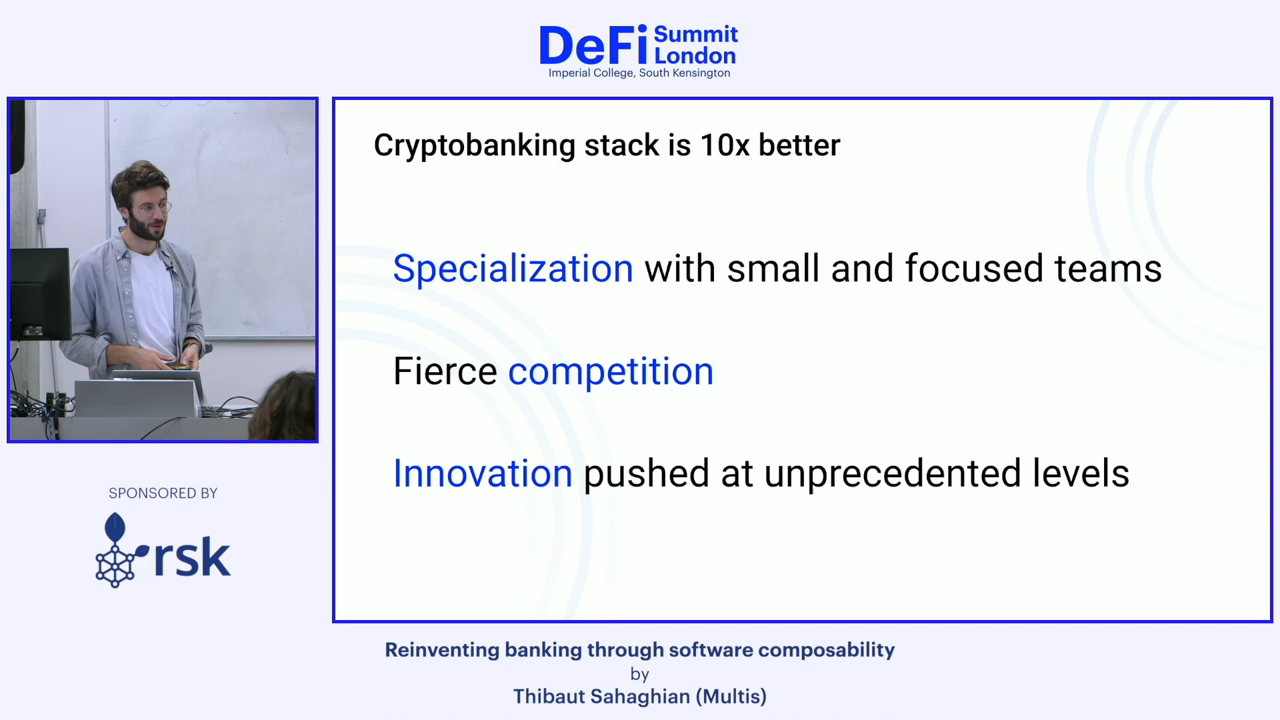 DeFi Summit
London
Imperial College, South Kensington
Cryptobanking stack is 10x better
Specialization with small and focused teams
Fierce competition
Innovation pushed at unprecedented levels
SPONSORED BY
rsk
Reinventing banking through software composability
by
Thibaut Sahaghian (Multis)